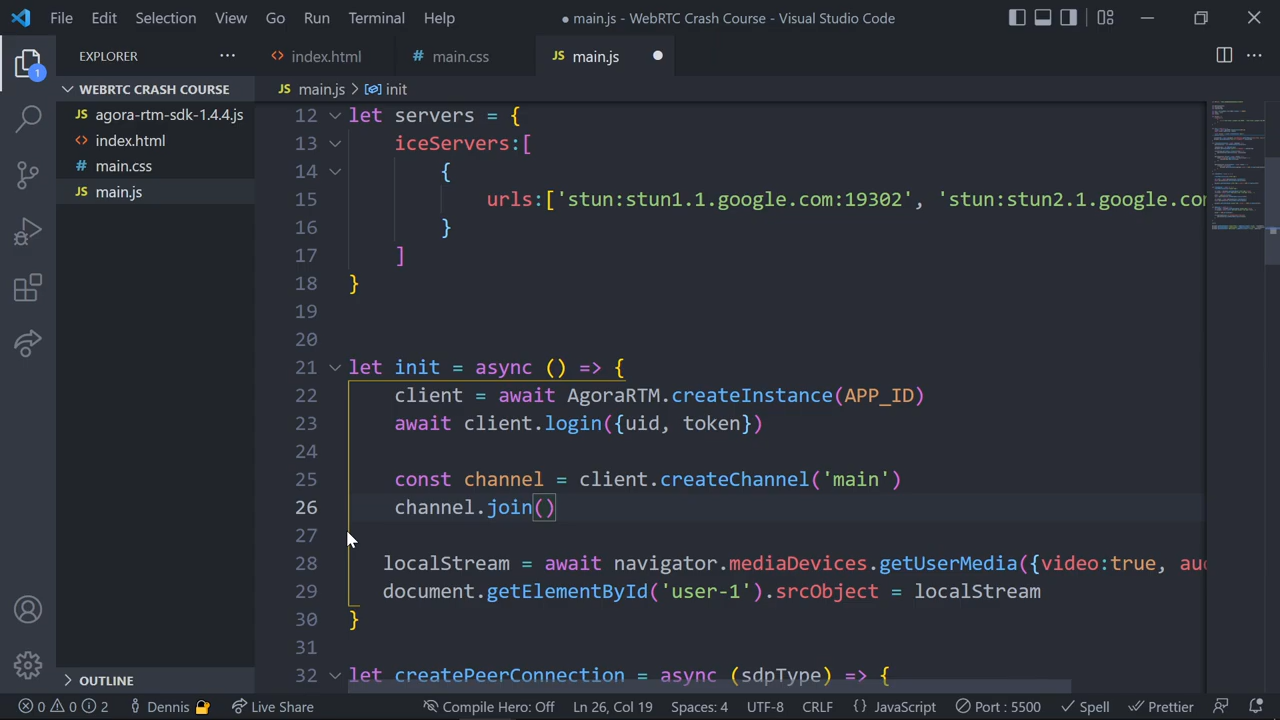 File Edit Selection View Go Run Terminal Help
● main.js - WebRTC Crash Course - Visual Studio Code
EXPLORER ···
<> index.html
# main.css
JS main.js ●
1
WEBRTC CRASH COURSE
JS agora-rtm-sdk-1.4.4.js
<> index.html
# main.css
JS main.js
JS main.js > init
12 let servers = {
13     iceServers:[
14         {
15             urls:['stun:stun1.1.google.com:19302', 'stun:stun2.1.google.co
16         }
17     ]
18 }
19
20
21 let init = async () => {
22     client = await AgoraRTM.createInstance(APP_ID)
23     await client.login({uid, token})
24
25     const channel = client.createChannel('main')
26     channel.join()
27
28    localStream = await navigator.mediaDevices.getUserMedia({video:true, au
29    document.getElementById('user-1').srcObject = localStream
30 }
31
32 let createPeerConnection = async (sdpType) => {
> OUTLINE
0 0 2 Dennis Live Share Compile Hero: Off Ln 26, Col 19 Spaces: 4 UTF-8 CRLF {} JavaScript Port : 5500 Spell Prettier